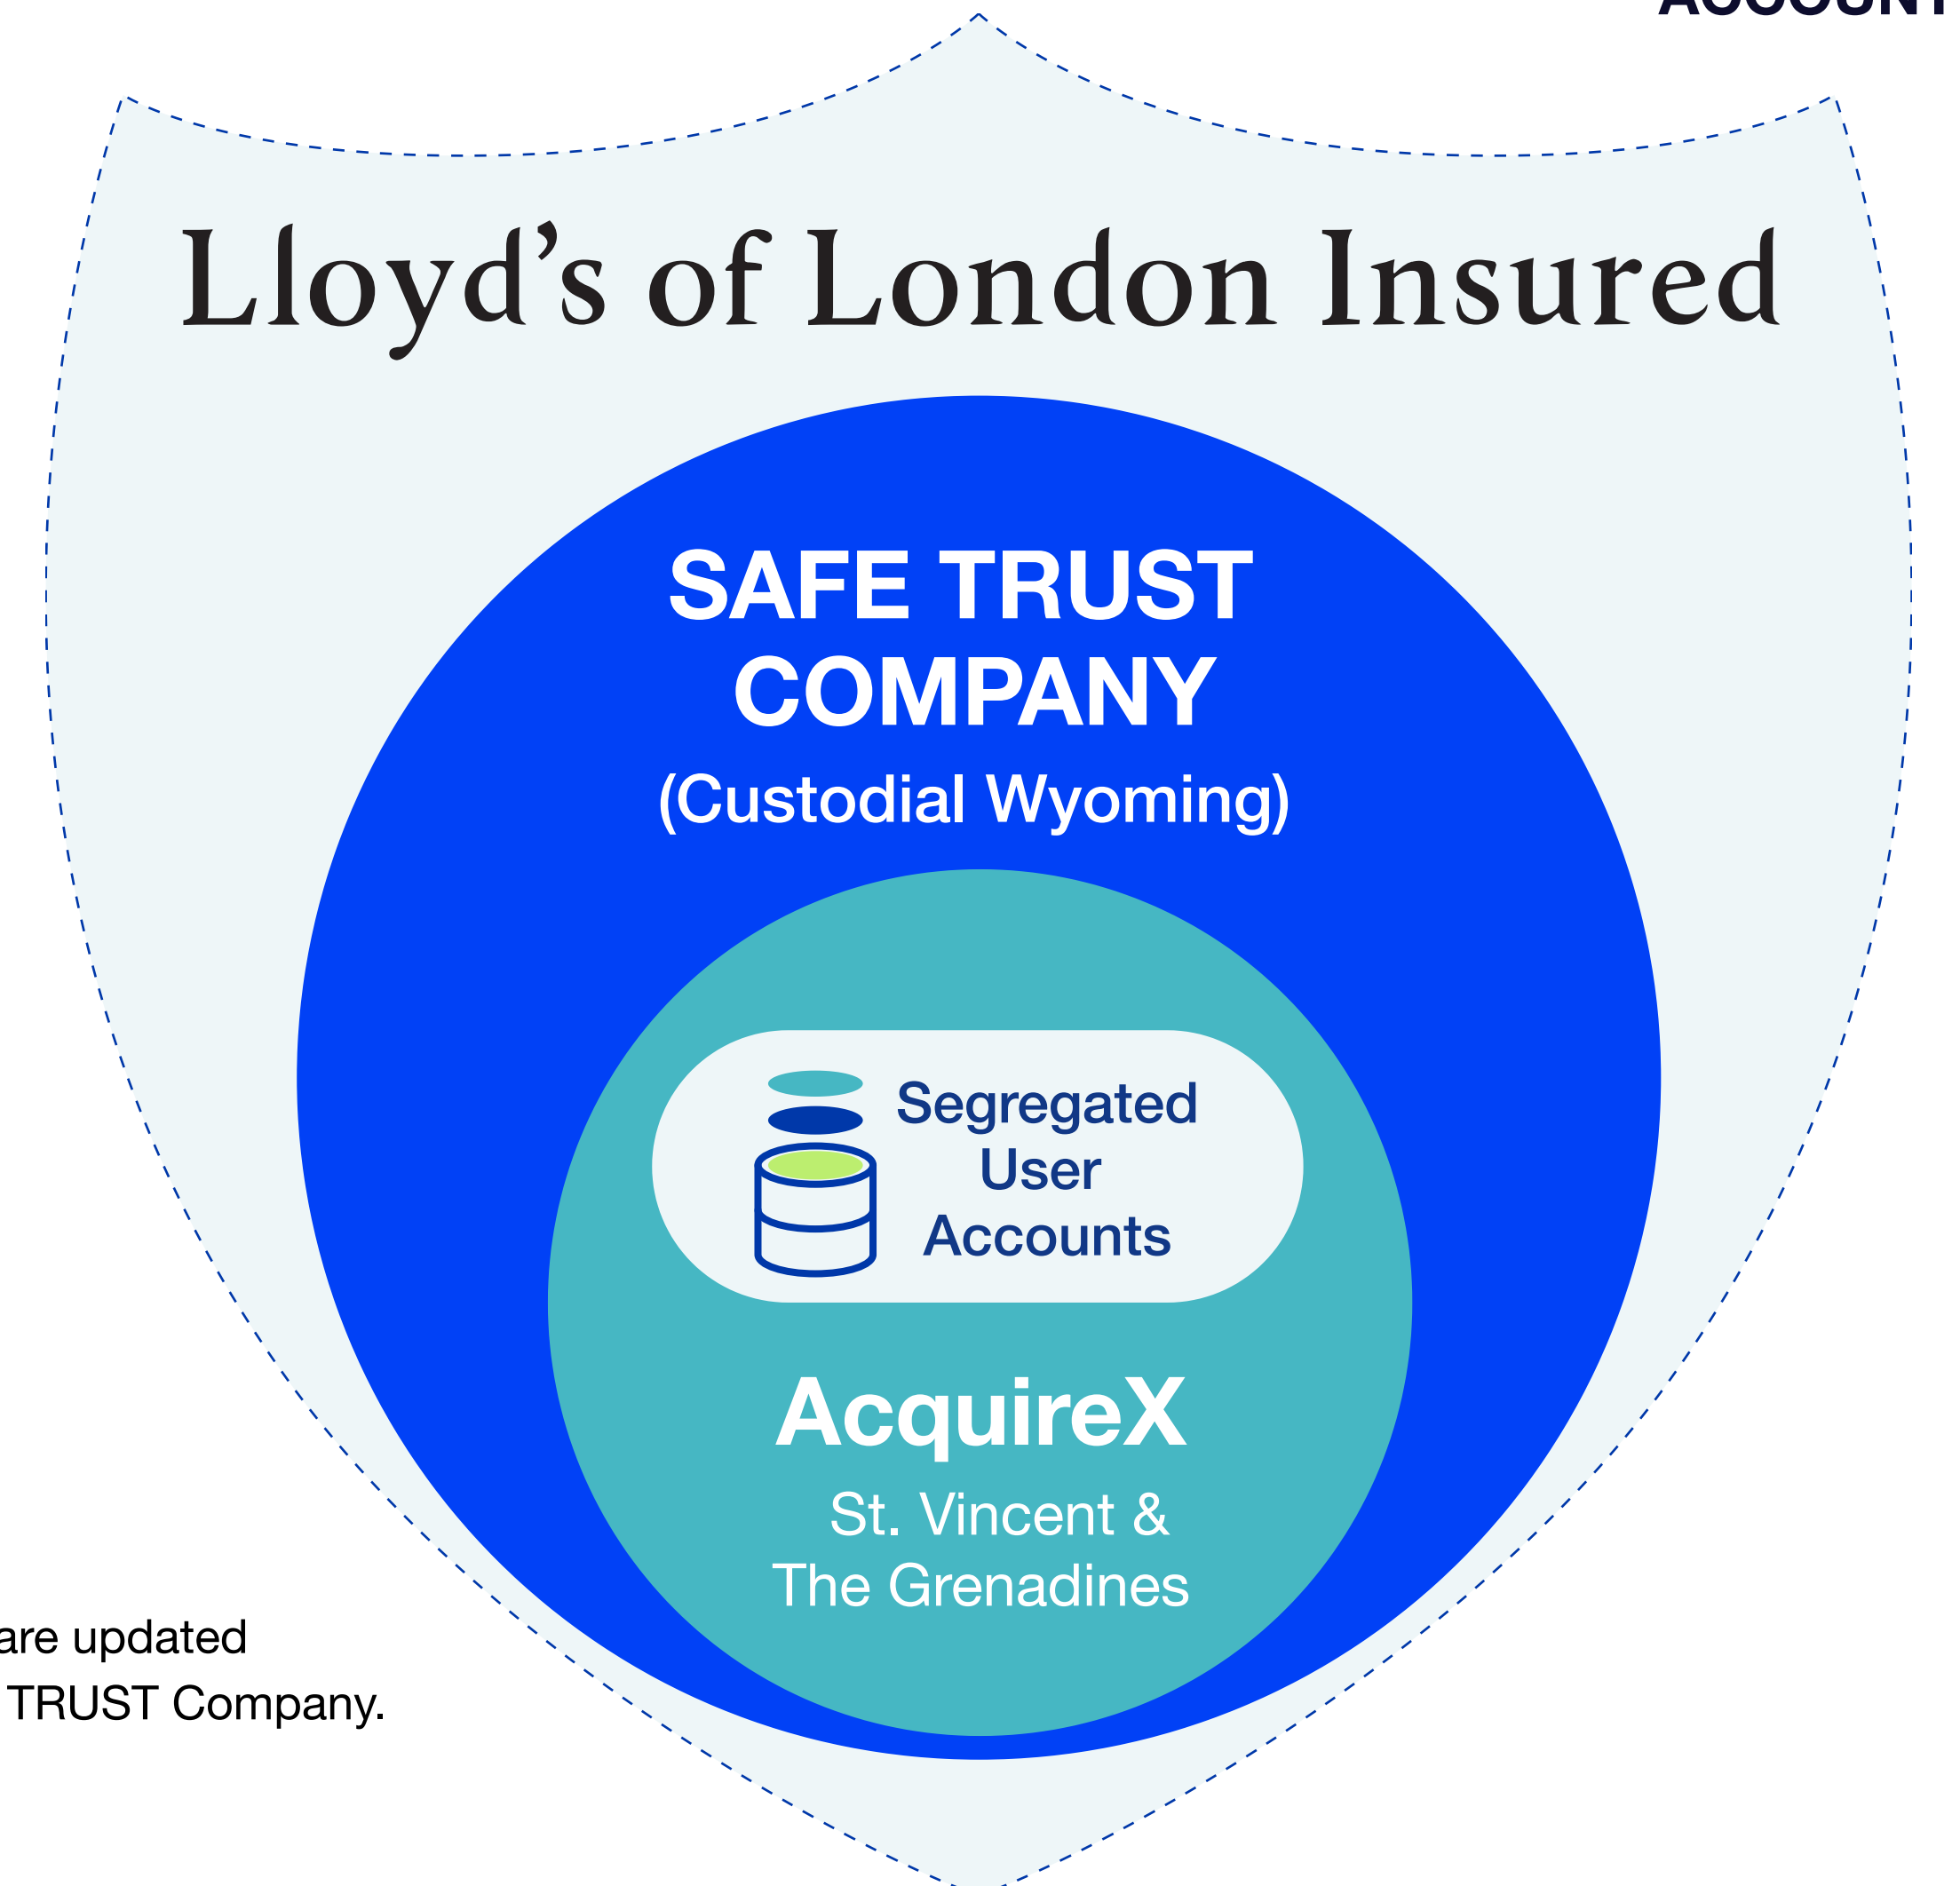 ACCOUNT
Lloyd's of London Insured
SAFE TRUST
COMPANY
(Custodial Wyoming)
Segregated
User
Accounts
AcquireX
St. Vincent &
The Grenadines
are updated
TRUST Company.